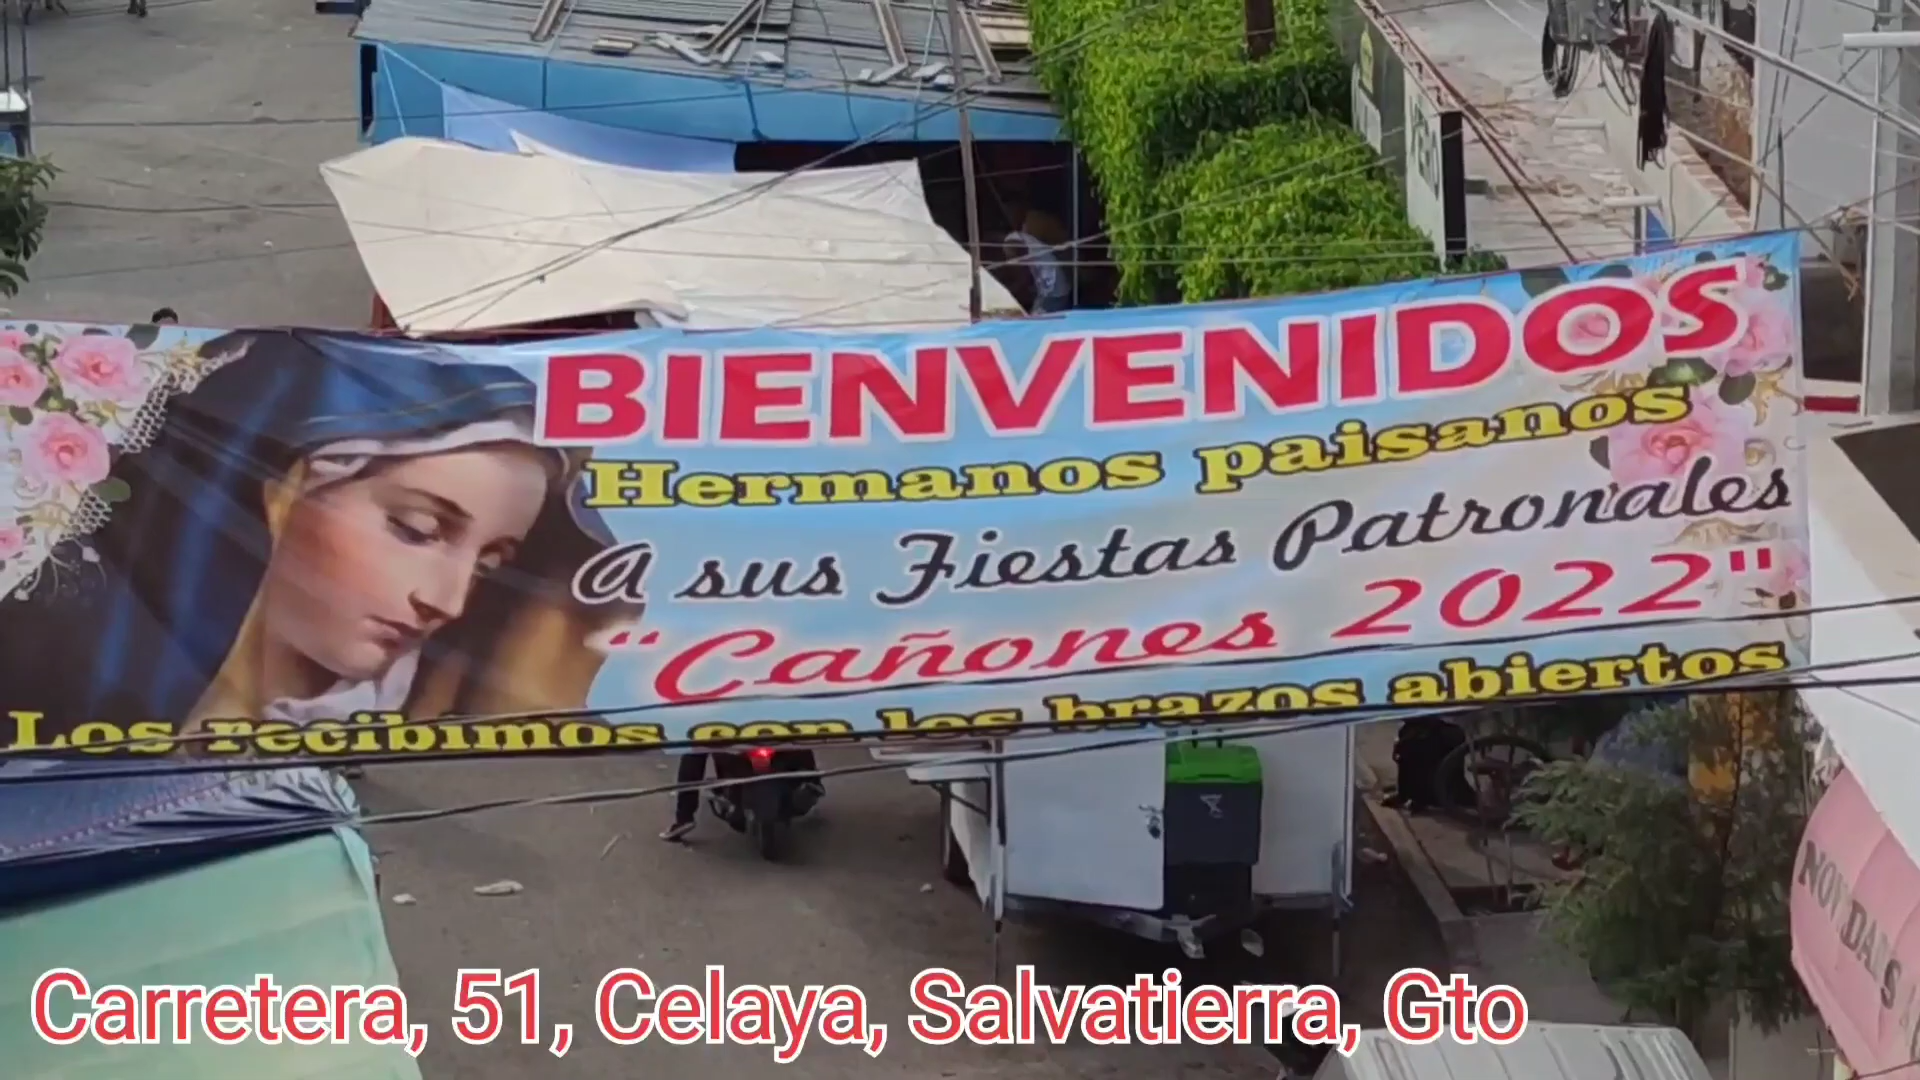 BIENVENIDOS
Hermanos paisanos
A sus Fiestas Patronales
"Cañones 2022"
Los recibimos con los brazos abiertos
NOVEDADES
Carretera, 51, Celaya, Salvatierra, Gto